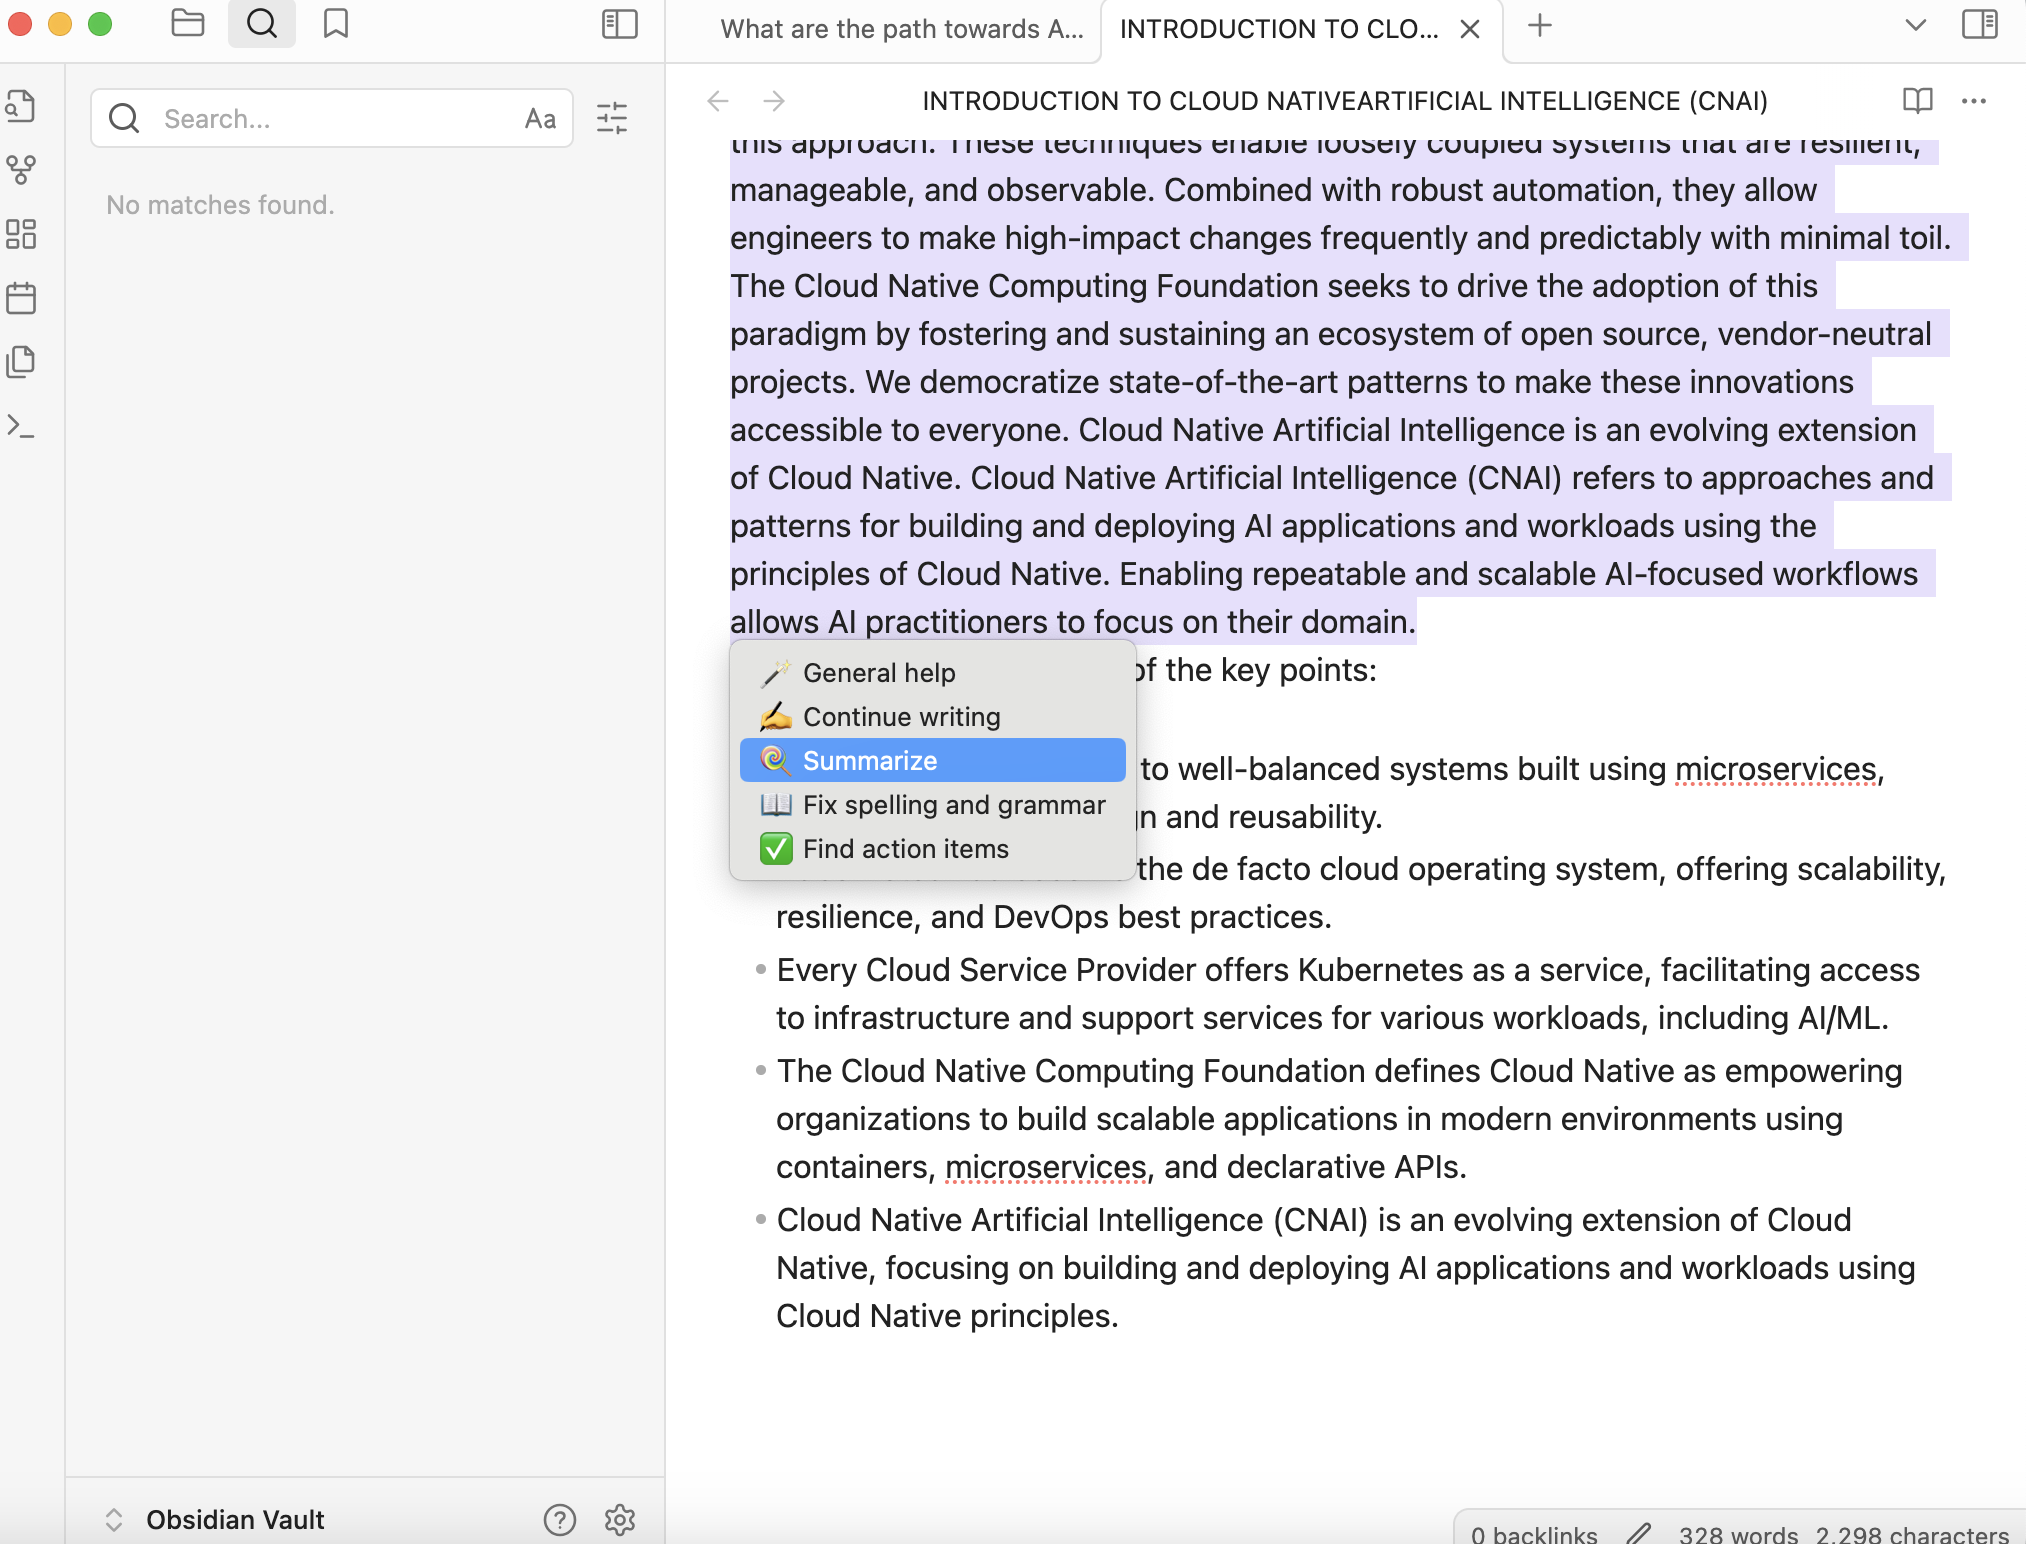 What are the path towards A...
INTRODUCTION TO CLO...
Search...
Aa
No matches found.
INTRODUCTION TO CLOUD NATIVEARTIFICIAL INTELLIGENCE (CNAI)
this approach. These techniques enable loosely coupled systems that are resilient,
manageable, and observable. Combined with robust automation, they allow
engineers to make high-impact changes frequently and predictably with minimal toil.
The Cloud Native Computing Foundation seeks to drive the adoption of this
paradigm by fostering and sustaining an ecosystem of open source, vendor-neutral
projects. We democratize state-of-the-art patterns to make these innovations
accessible to everyone. Cloud Native Artificial Intelligence is an evolving extension
of Cloud Native. Cloud Native Artificial Intelligence (CNAI) refers to approaches and
patterns for building and deploying AI applications and workloads using the
principles of Cloud Native. Enabling repeatable and scalable AI-focused workflows
allows AI practitioners to focus on their domain.
of the key points:
General help
Continue writing
Summarize
Fix spelling and grammar
Find action items
to well-balanced systems built using microservices,
and reusability.
the de facto cloud operating system, offering scalability,
resilience, and DevOps best practices.
• Every Cloud Service Provider offers Kubernetes as a service, facilitating access
to infrastructure and support services for various workloads, including AI/ML.
• The Cloud Native Computing Foundation defines Cloud Native as empowering
organizations to build scalable applications in modern environments using
containers, microservices, and declarative APIs.
• Cloud Native Artificial Intelligence (CNAI) is an evolving extension of Cloud
Native, focusing on building and deploying AI applications and workloads using
Cloud Native principles.
Obsidian Vault
0 backlinks 328 words 2,298 characters